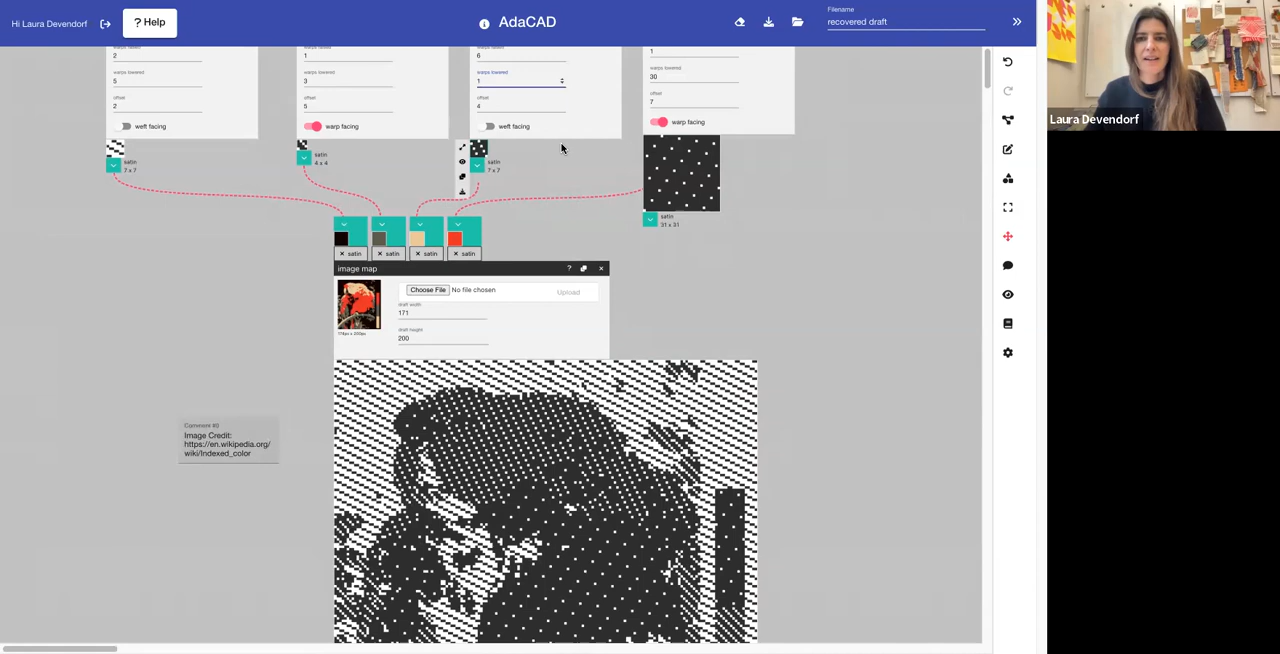 Hi Laura Devendorf
? Help
AdaCAD
Filename
recovered draft
2
1
6
1
warps lowered
5
warps lowered
3
warps lowered
1
warps lowered
30
offset
2
offset
5
offset
4
offset
7
weft facing
warp facing
weft facing
warp facing
satin
7 x 7
satin
4 x 4
satin
7 x 7
satin
31 x 31
× satin
× satin
× satin
× satin
image map
? ×
Choose File No file chosen
Upload
draft width
171
draft height
200
Comment #0
Image Credit:
https://en.wikipedia.org/
wiki/Indexed_color
Laura Devendorf